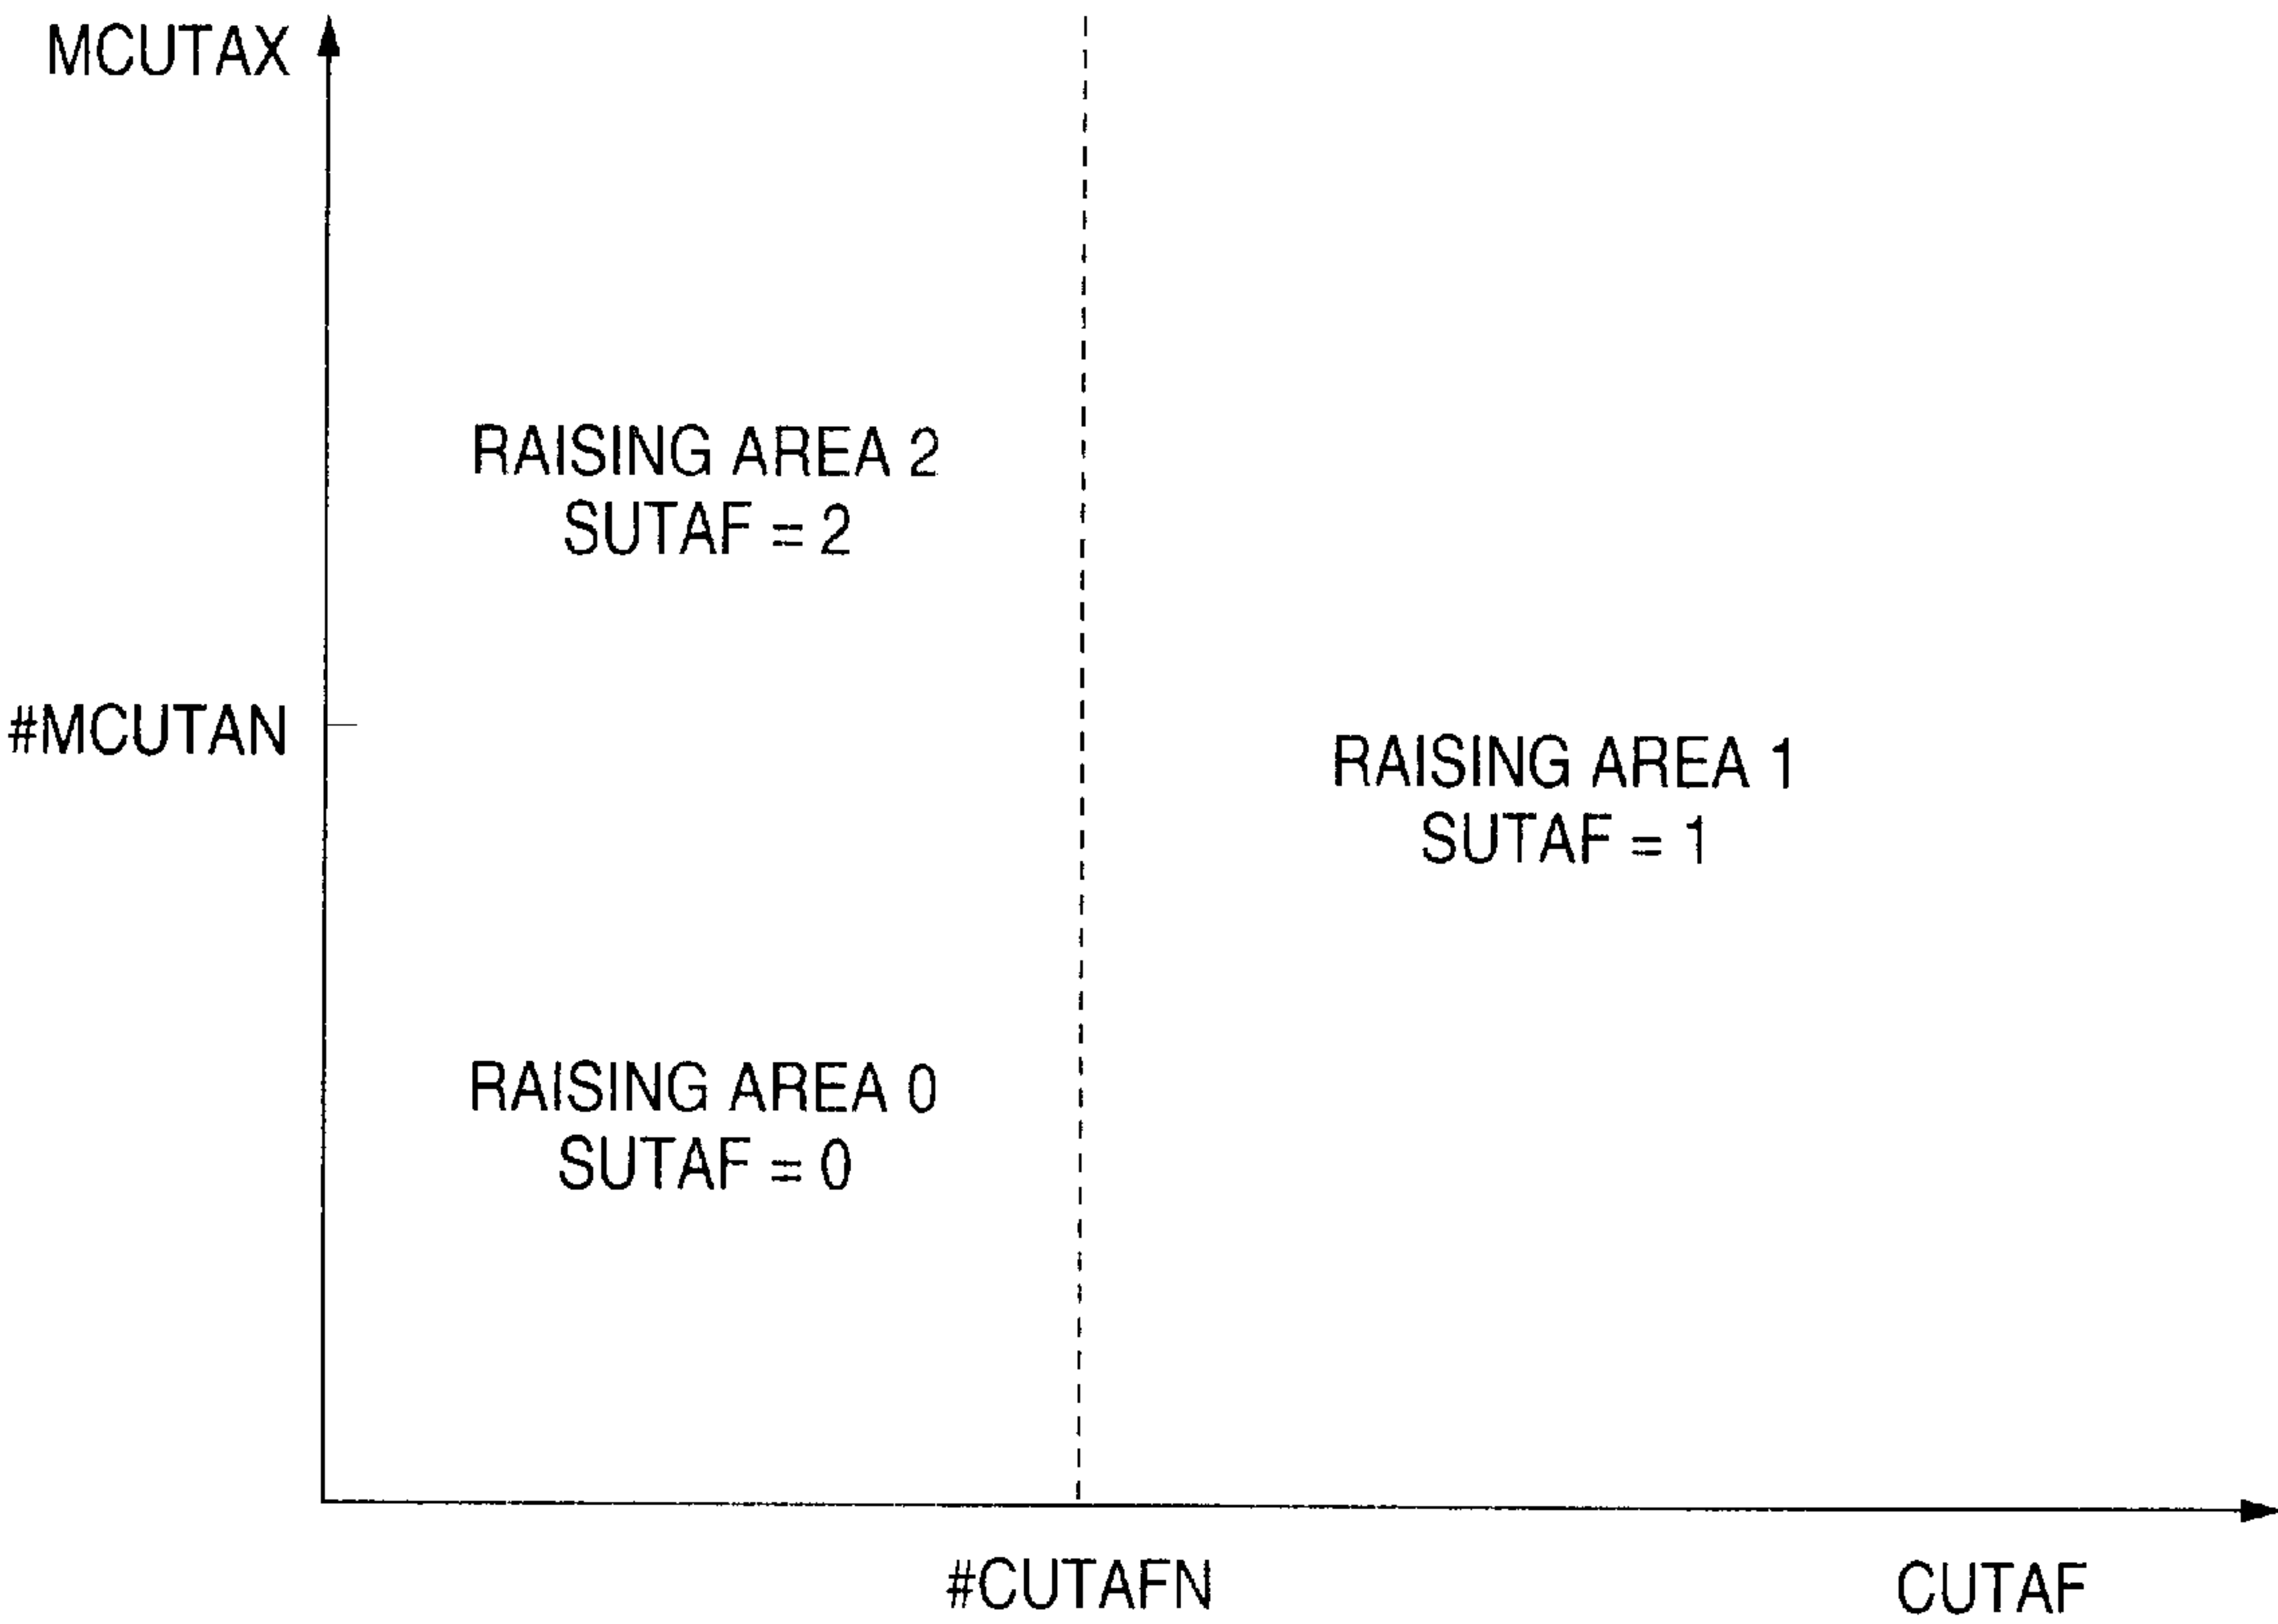 MCUTAX
RAISING AREA 2
SUTAF = 2
#MCUTAN
RAISING AREA 1
SUTAF = 1
RAISING AREA 0
SUTAF = 0
#CUTAFN
CUTAF